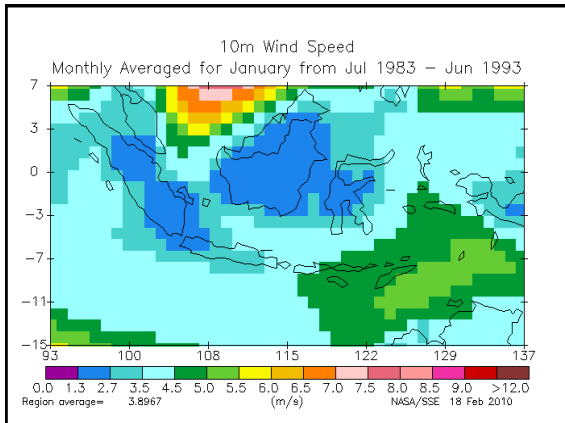 10m Wind Speed
Monthly Averaged for January from Jul 1983 - Jun 1993
7
3
0
-3
-7
-11
-15
93 100 108 115 122 129 137
0.0 1.3 2.7 3.5 4.5 5.0 5.5 6.0 6.5 7.0 7.5 8.0 8.5 9.0 >12.0
Region average= 3.8967 (m/s) NASA/SSE 18 Feb 2010